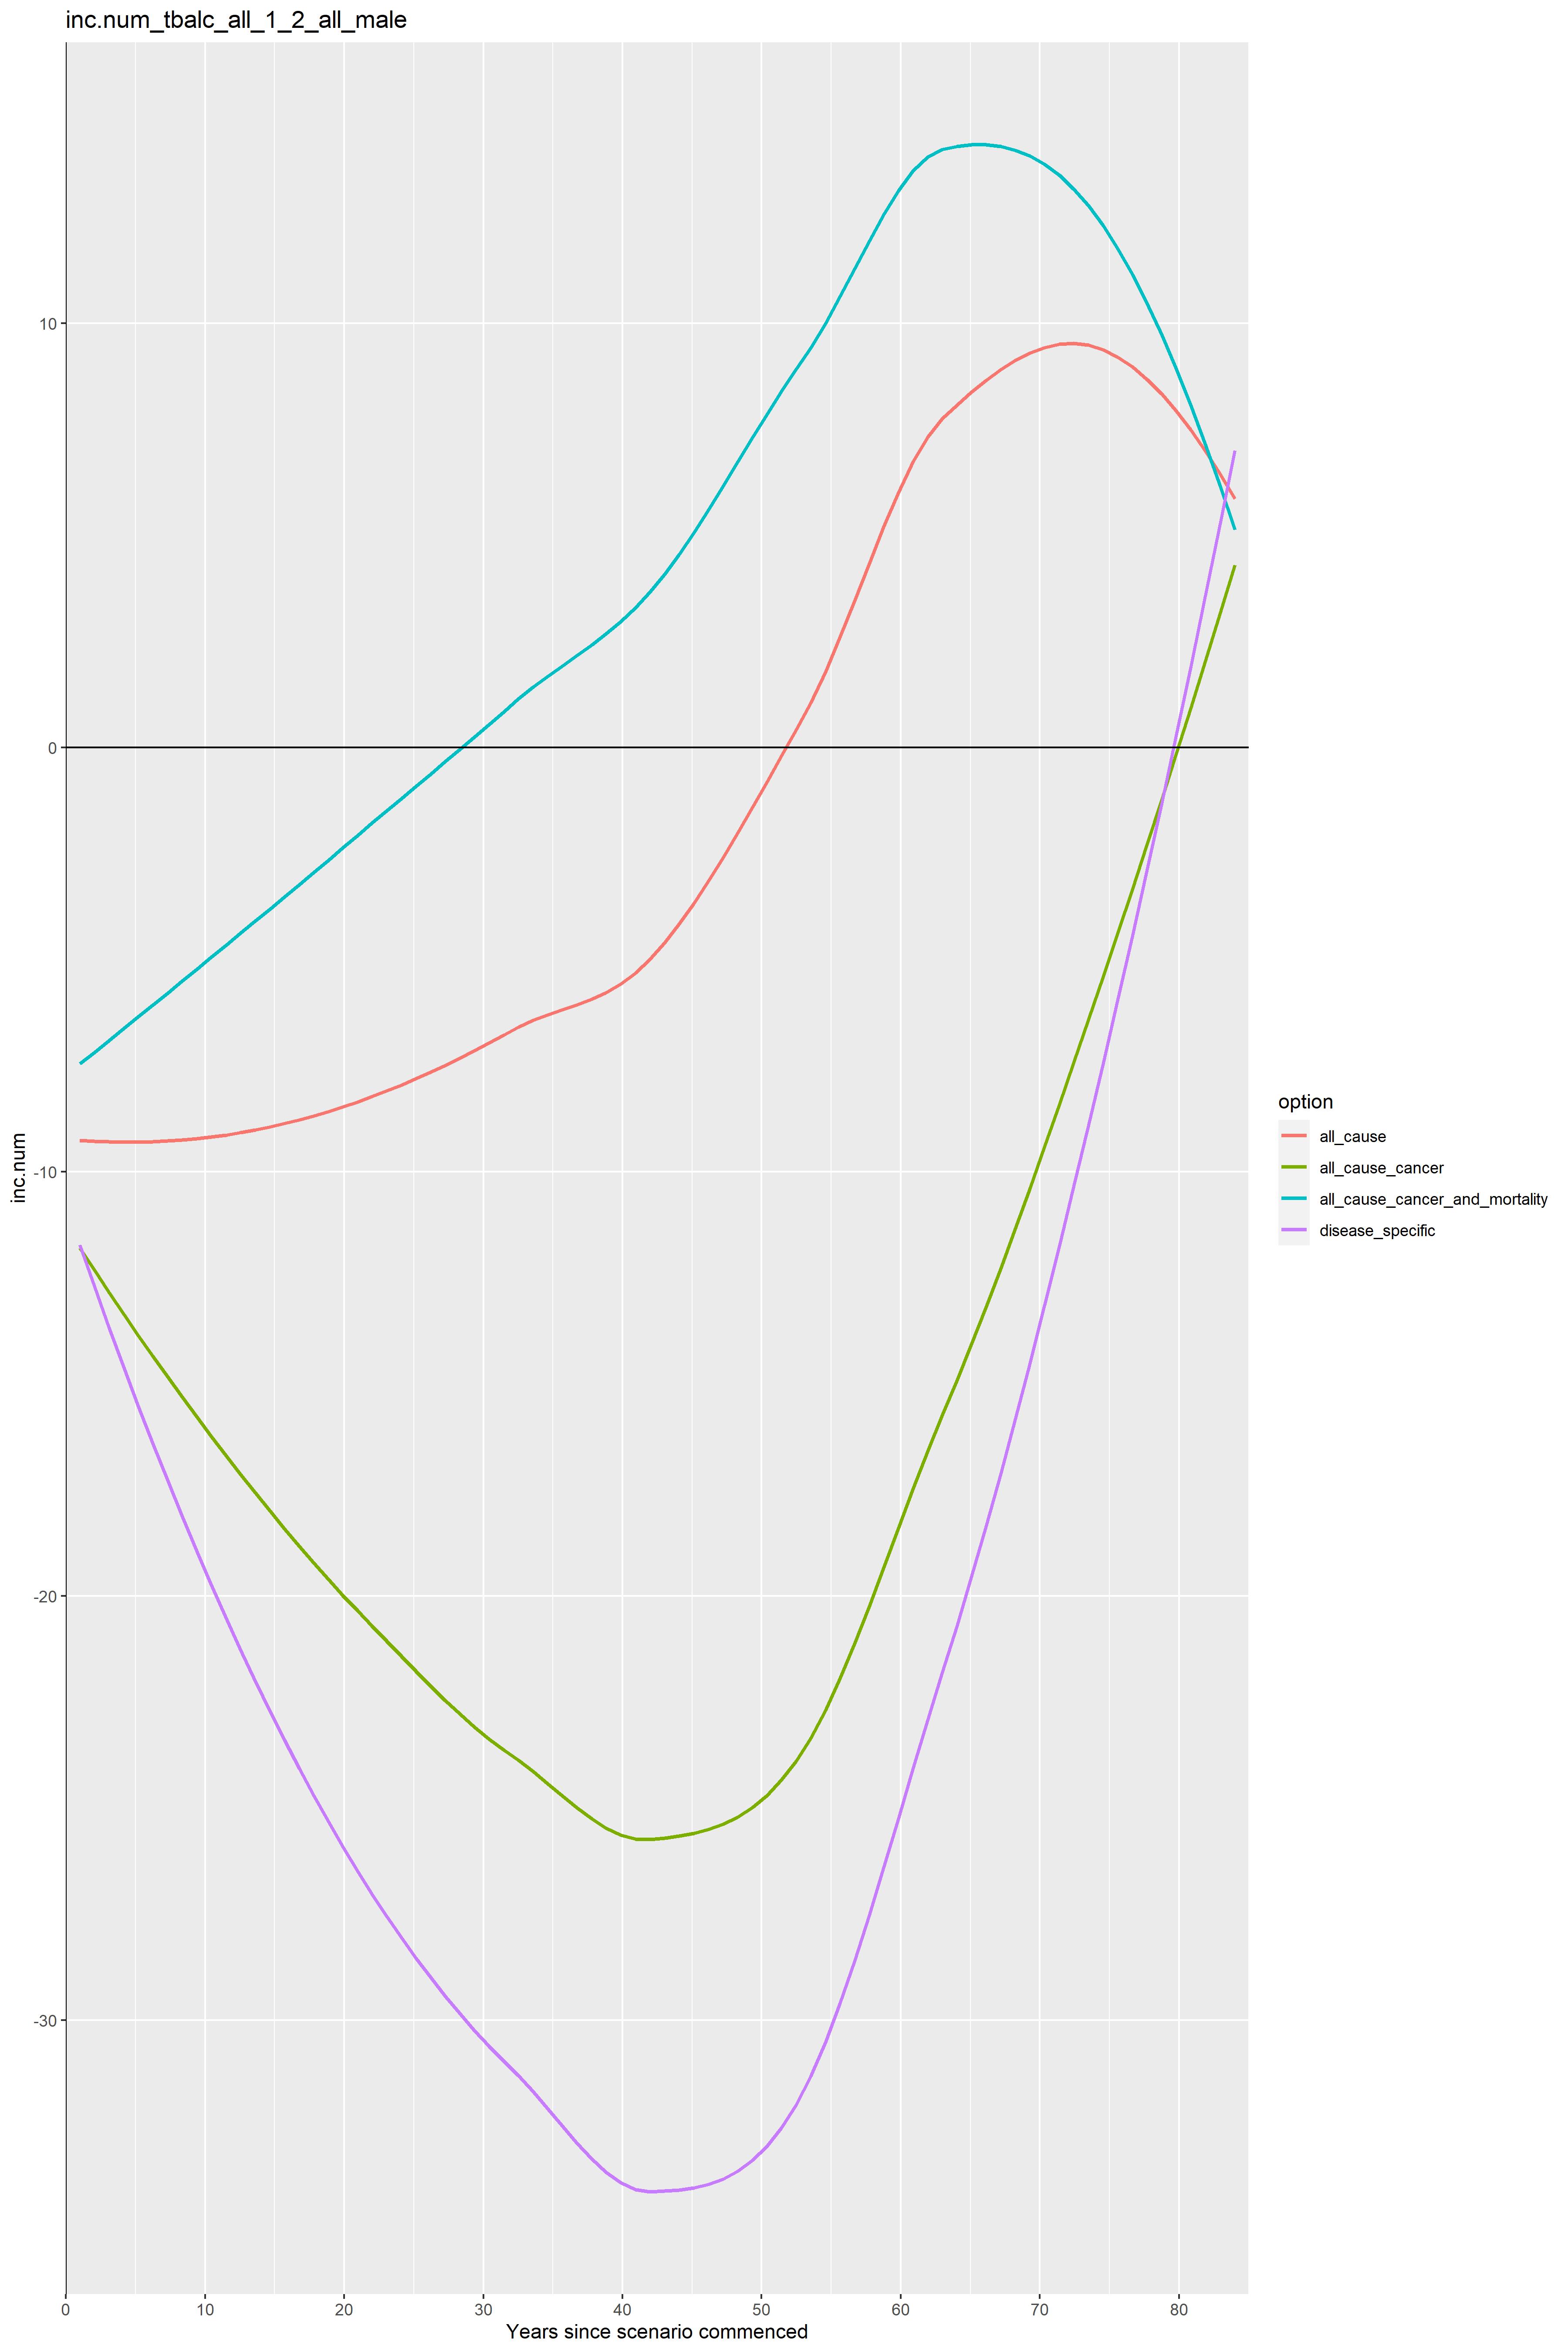 inc.num_tbalc_all_1_2_all_male
10
0
-10
-20
-30
inc.num
0 10 20 30 40 50 60 70 80
Years since scenario commenced
option
all_cause
all_cause_cancer
all_cause_cancer_and_mortality
disease_specific